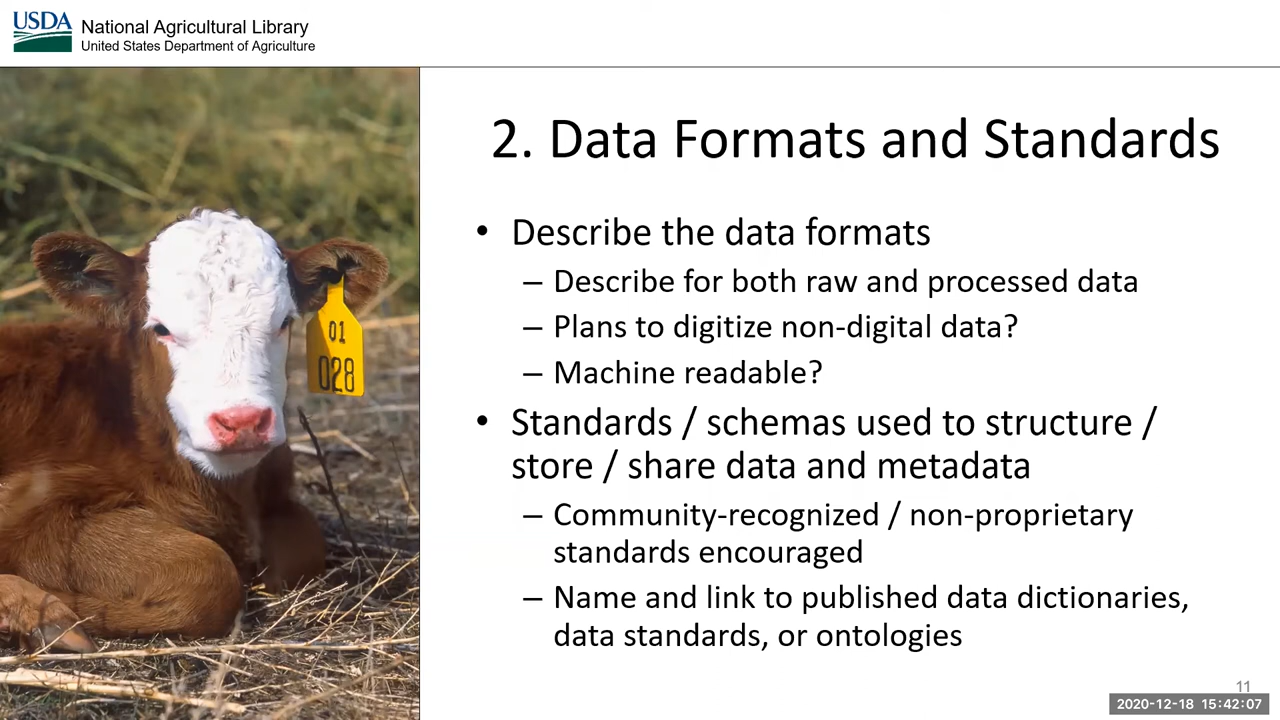 USDA
National Agricultural Library
United States Department of Agriculture
2. Data Formats and Standards
• Describe the data formats
– Describe for both raw and processed data
– Plans to digitize non-digital data?
– Machine readable?
• Standards / schemas used to structure /
store / share data and metadata
– Community-recognized / non-proprietary
standards encouraged
– Name and link to published data dictionaries,
data standards, or ontologies
01
028
11
2020-12-18 15:42:07